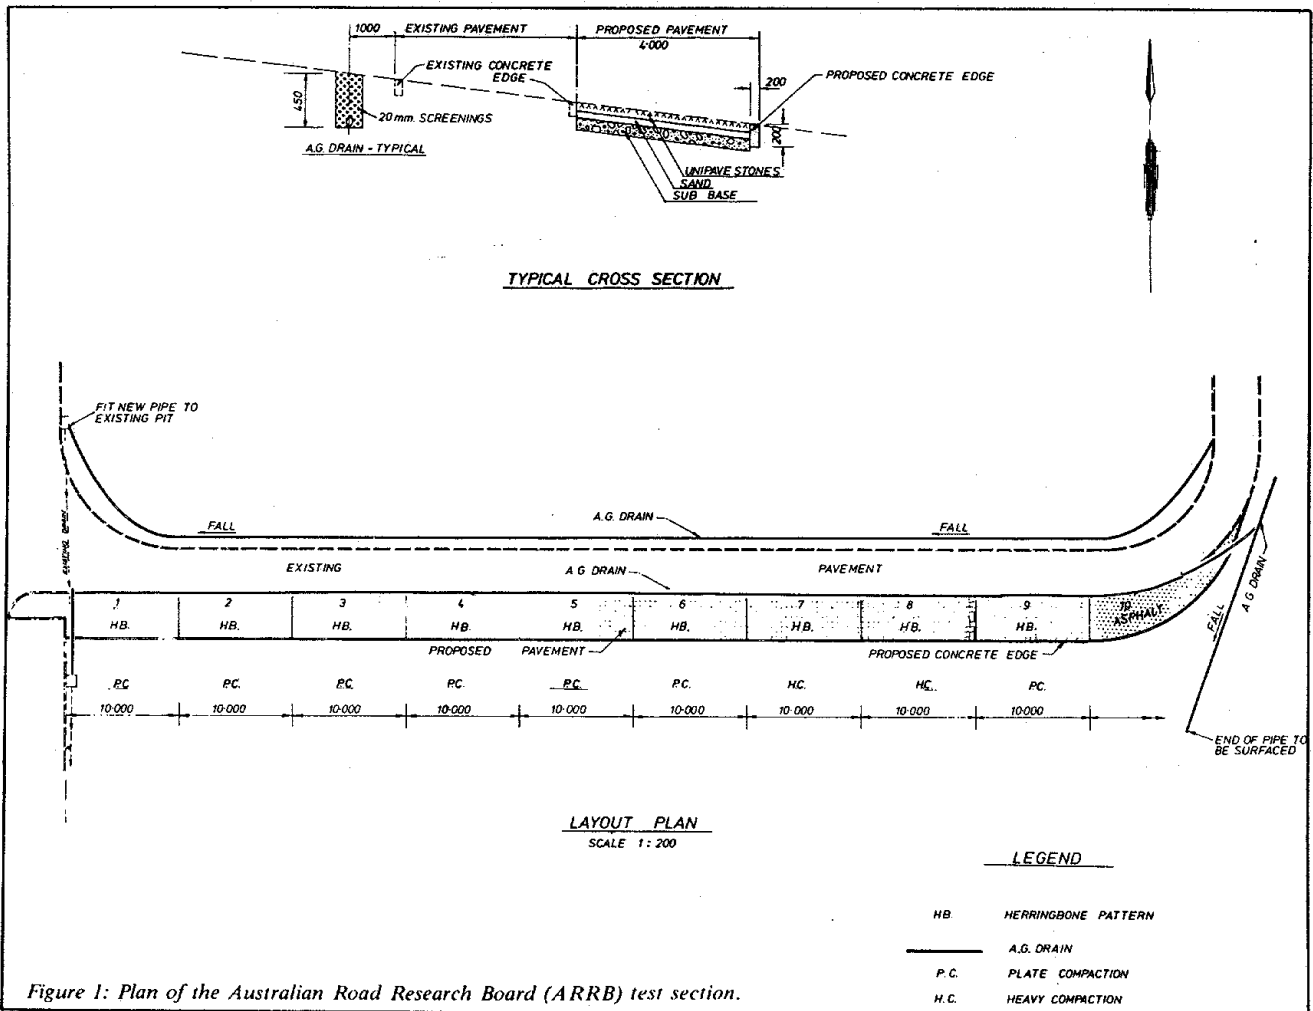 1000 EXISTING PAVEMENT PROPOSED PAVEMENT
4·000
EXISTING CONCRETE
EDGE
200
PROPOSED CONCRETE EDGE
450
20mm. SCREENINGS
200
A.G. DRAIN - TYPICAL
UNIPAVE STONES
SAND
SUB BASE
TYPICAL CROSS SECTION
FIT NEW PIPE TO
EXISTING PIT
FALL
A.G. DRAIN
FALL
EXISTING
A.G DRAIN
PAVEMENT
1 2 3 4 5 6 7 8 9 10
HB. HB. HB. HB. HB. HB. HB. HB. HB. ASPHALT
FALL
A.G DRAIN
PROPOSED PAVEMENT
PROPOSED CONCRETE EDGE
P.C P.C. P.C. P.C. P.C. P.C. H.C. H.C. P.C.
10·000 10·000 10·000 10·000 10·000 10·000 10·000 10·000 10·000
END OF PIPE TO
BE SURFACED
LAYOUT PLAN
SCALE 1:200
LEGEND
HB. HERRINGBONE PATTERN
A.G. DRAIN
P.C. PLATE COMPACTION
H.C. HEAVY COMPACTION
Figure 1: Plan of the Australian Road Research Board (ARRB) test section.